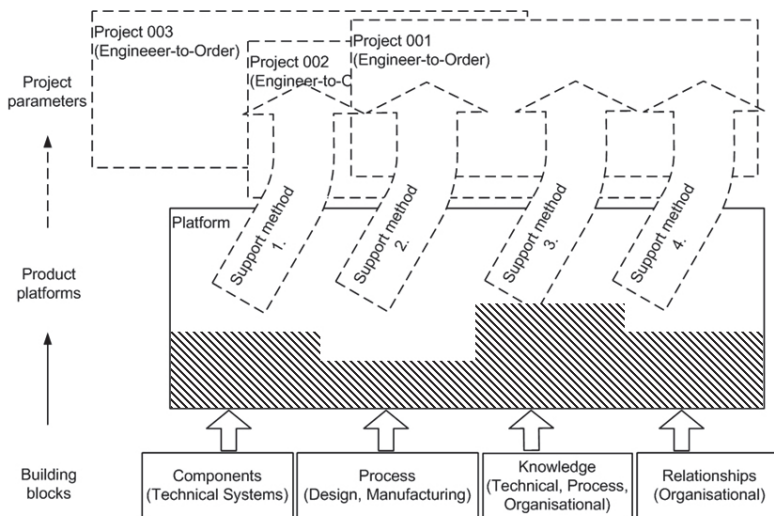 Project 003
(Engineeer-to-Order)
Project 002
(Engineer-to-O
Project 001
(Engineer-to-Order)
Project
parameters
Platform
Support method
1.
Support method
2.
Support method
3.
Support method
4.
Product
platforms
Building
blocks
Components
(Technical Systems)
Process
(Design, Manufacturing)
Knowledge
(Technical, Process,
Organisational)
Relationships
(Organisational)